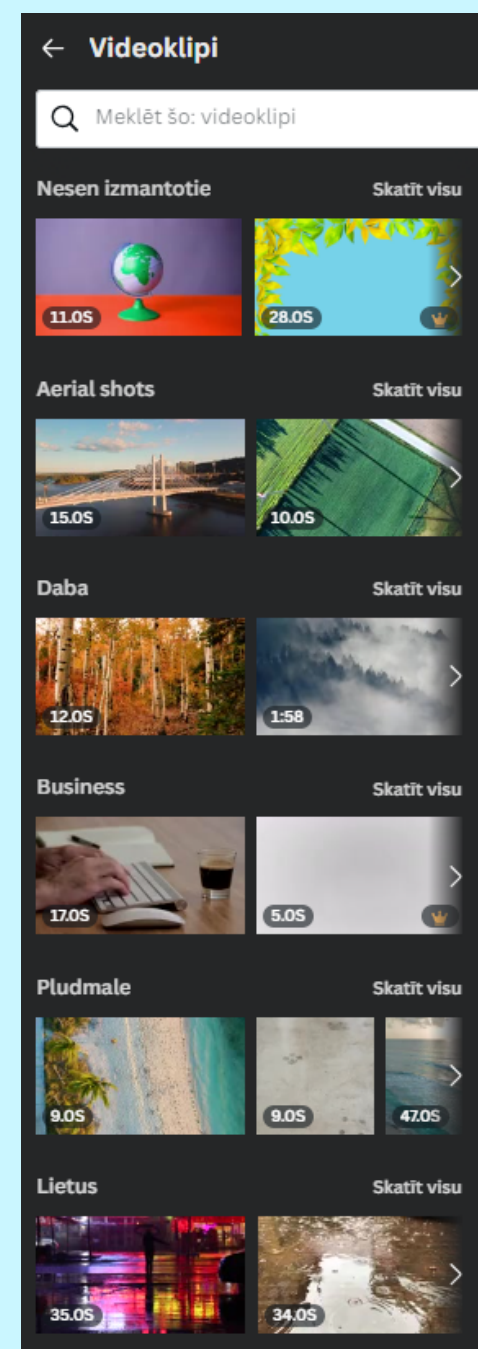 Videoklipi
Meklēt šo: videoklipi
Nesen izmantotie Skatīt visu
11.0S 28.0S
Aerial shots Skatīt visu
15.0S 10.0S
Daba Skatīt visu
12.0S 1:58
Business Skatīt visu
17.0S 5.0S
Pludmale Skatīt visu
9.0S 9.0S 47.0S
Lietus Skatīt visu
35.0S 34.0S